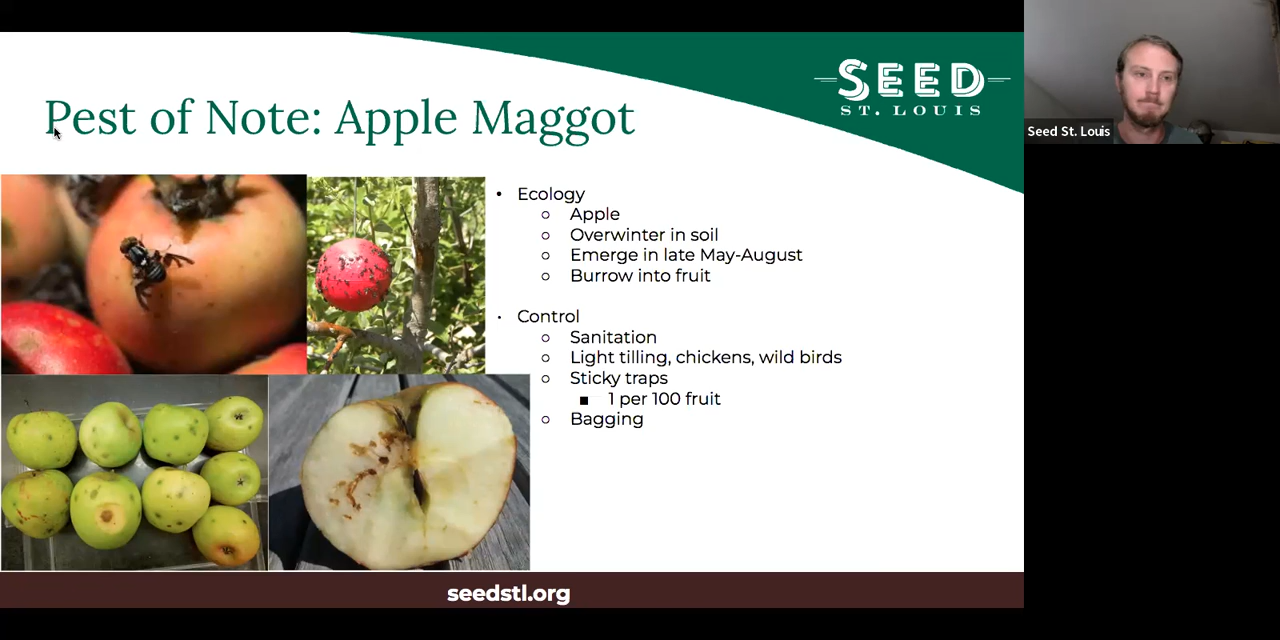 SEED
ST. LOUIS
Pest of Note: Apple Maggot
Seed St. Louis
• Ecology
○ Apple
○ Overwinter in soil
○ Emerge in late May-August
○ Burrow into fruit
• Control
○ Sanitation
○ Light tilling, chickens, wild birds
○ Sticky traps
■ 1 per 100 fruit
○ Bagging
seedstl.org